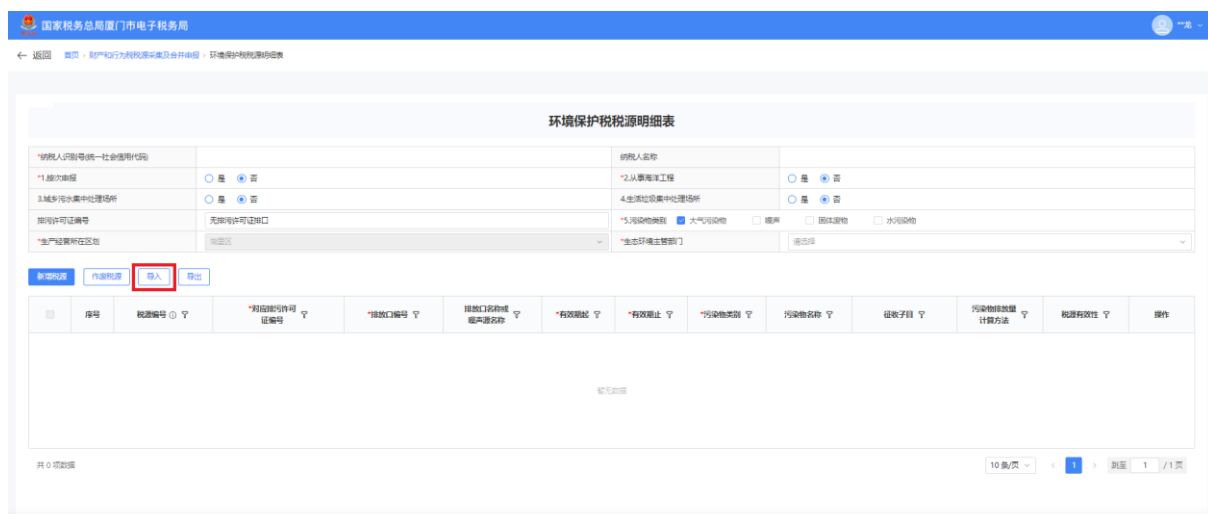 国家税务总局厦门市电子税务局
**龙
← 返回 首页 > 财产和行为税税源采集及合并申报 > 环境保护税税源明细表
环境保护税税源明细表
*纳税人识别号(统一社会信用代码) 纳税人名称
*1.按次申报 是 否 *2.从事海洋工程 是 否
3.城乡污水集中处理场所 是 否 4.生活垃圾集中处理场所 是 否
排污许可证编号 无排污许可证排口 *5.污染物类别 大气污染物 噪声 固体废物 水污染物
*生产经营所在区划 *生态环境主管部门 请选择
新增税源 作废税源 导入 导出
序号 税源编号 *对应排污许可证编号 *排放口编号 排放口名称或噪声源名称 *有效期起 *有效期止 *污染物类别 污染物名称 征收子目 污染物排放量计算方法 税源有效性 操作
暂无数据
共 0 项数据 10 条/页 < 1 > 跳至 1 / 1 页